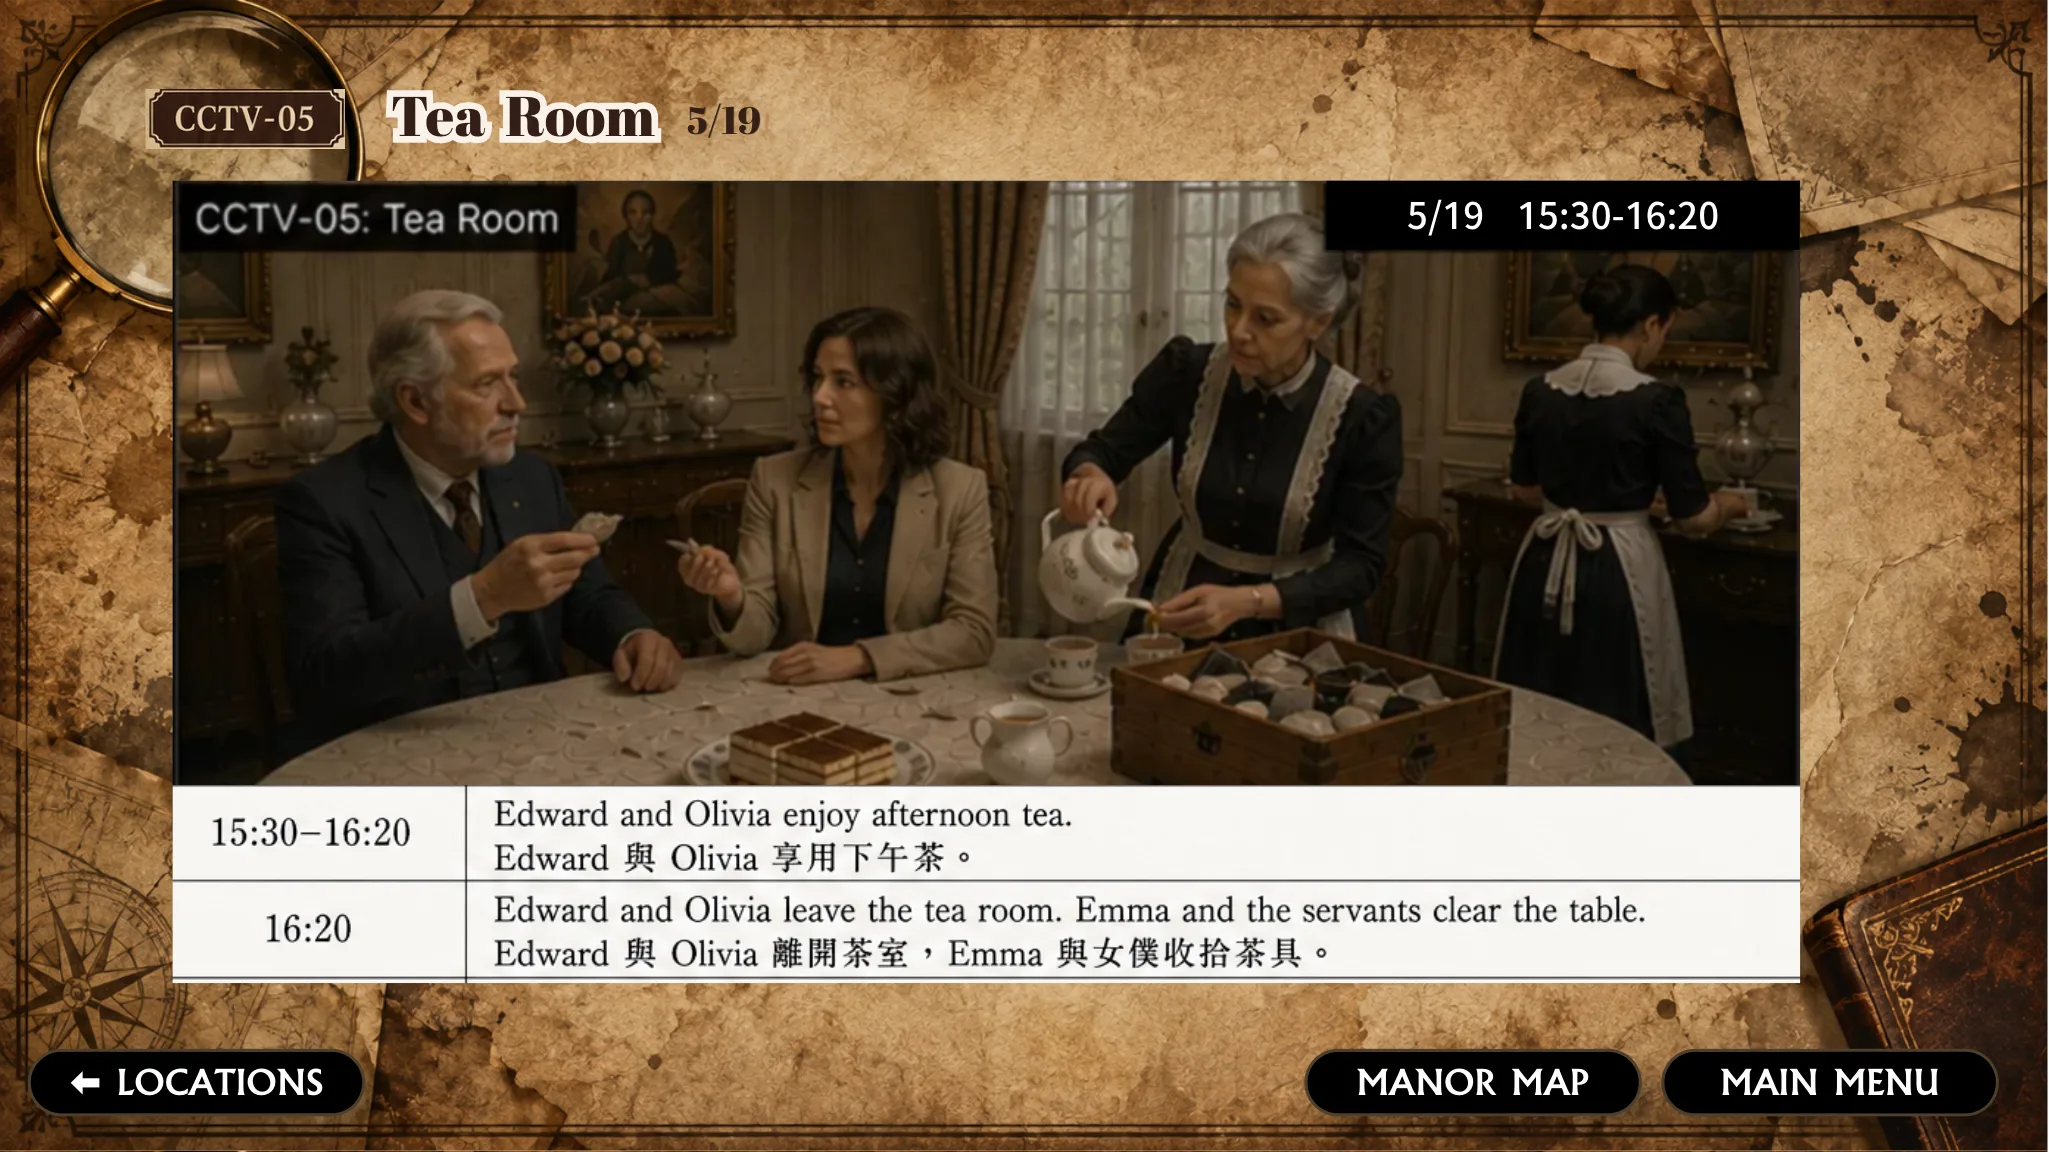 CCTV-05
Tea Room 5/19
CCTV-05: Tea Room
5/19 15:30-16:20
15:30–16:20
Edward and Olivia enjoy afternoon tea.
Edward 與 Olivia 享用下午茶。
16:20
Edward and Olivia leave the tea room. Emma and the servants clear the table.
Edward 與 Olivia 離開茶室，Emma 與女僕收拾茶具。
← LOCATIONS
MANOR MAP
MAIN MENU